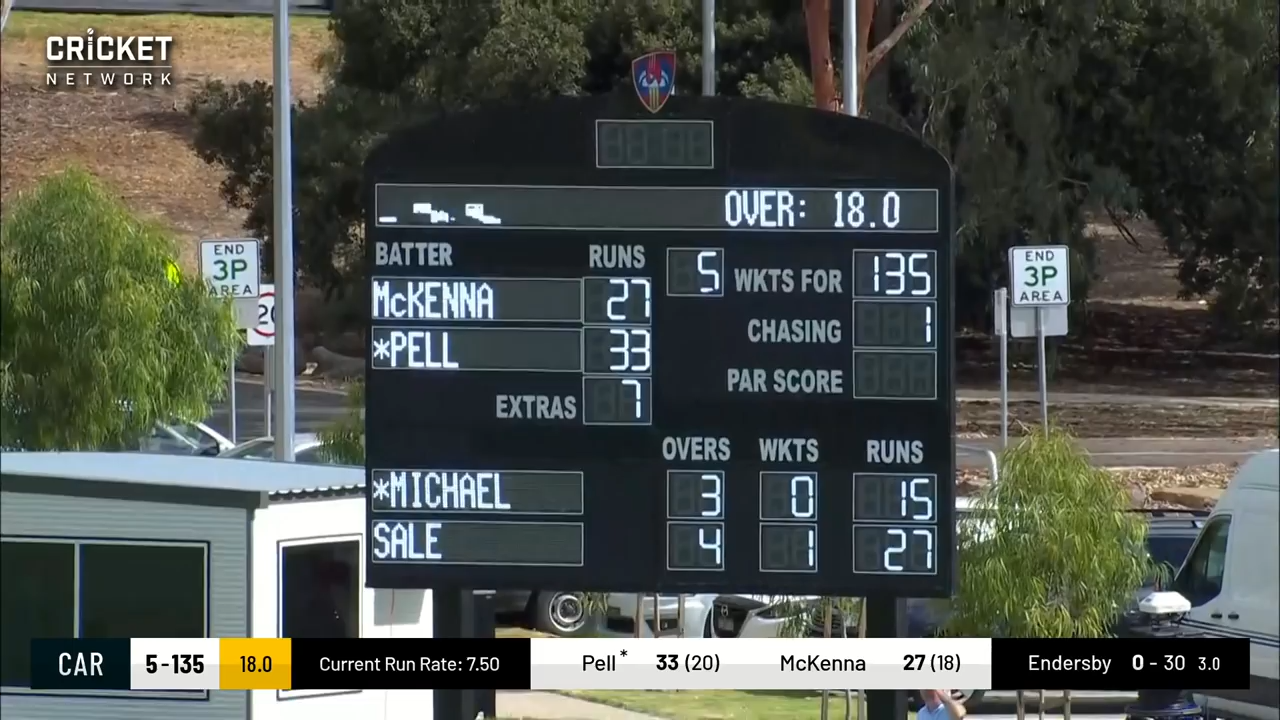 CRICKET
NETWORK
OVER: 18.0
BATTER RUNS
5 WKTS FOR 135
McKENNA 27
CHASING 1
*PELL 33
PAR SCORE
EXTRAS 7
OVERS WKTS RUNS
*MICHAEL 3 0 15
SALE 4 1 27
END
3P
AREA
20
END
3P
AREA
CAR 5-135 18.0 Current Run Rate: 7.50 Pell* 33 (20) McKenna 27 (18) Endersby 0 - 30 3.0